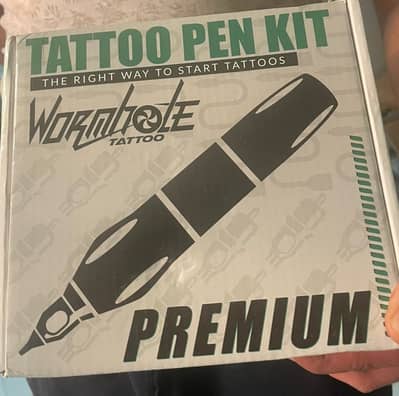 TATTOO PEN KIT
THE RIGHT WAY TO START TATTOOS
WORMHOLE
TATTOO
PREMIUM